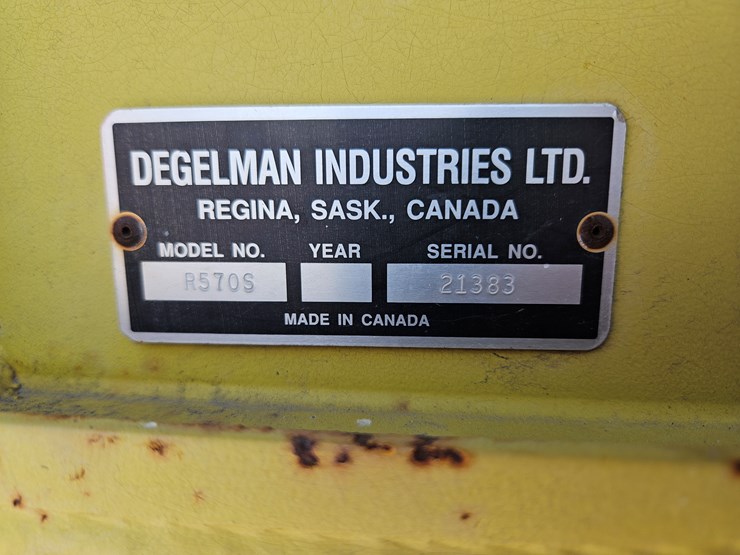 DEGELMAN INDUSTRIES LTD.
REGINA, SASK., CANADA
MODEL NO. YEAR SERIAL NO.
R570S 21383
MADE IN CANADA